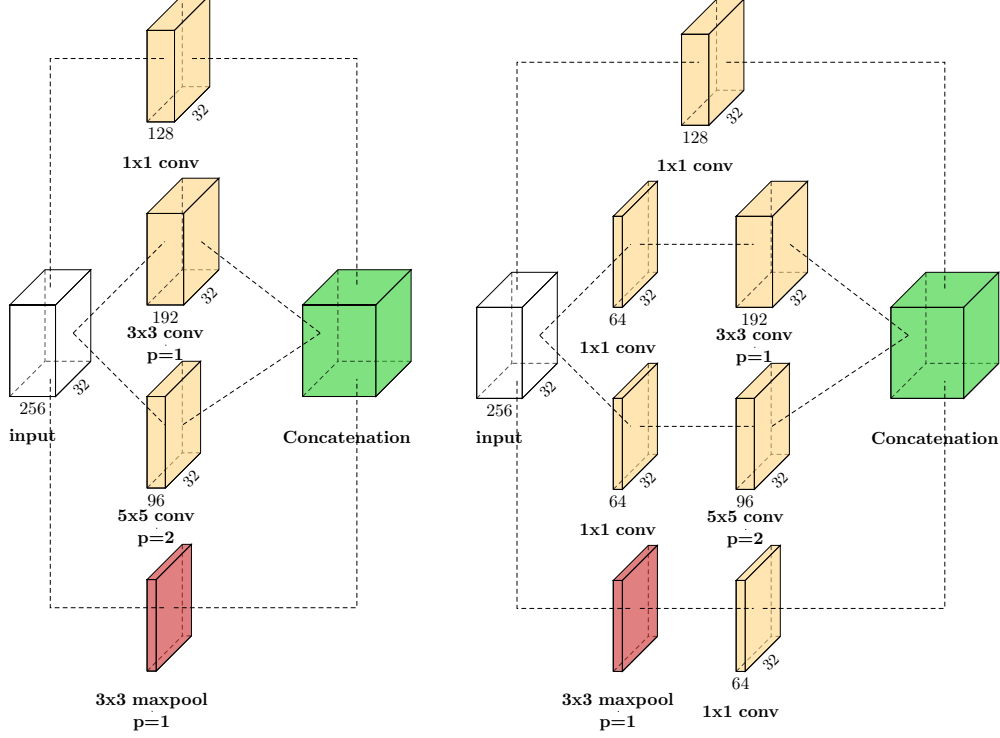 32
128
1x1 conv
32
192
3x3 conv
p=1
32
256
input
Concatenation
32
96
5x5 conv
p=2
3x3 maxpool
p=1
32
128
1x1 conv
32
64
1x1 conv
32
192
3x3 conv
p=1
32
256
input
Concatenation
32
64
1x1 conv
32
96
5x5 conv
p=2
3x3 maxpool
p=1
32
64
1x1 conv